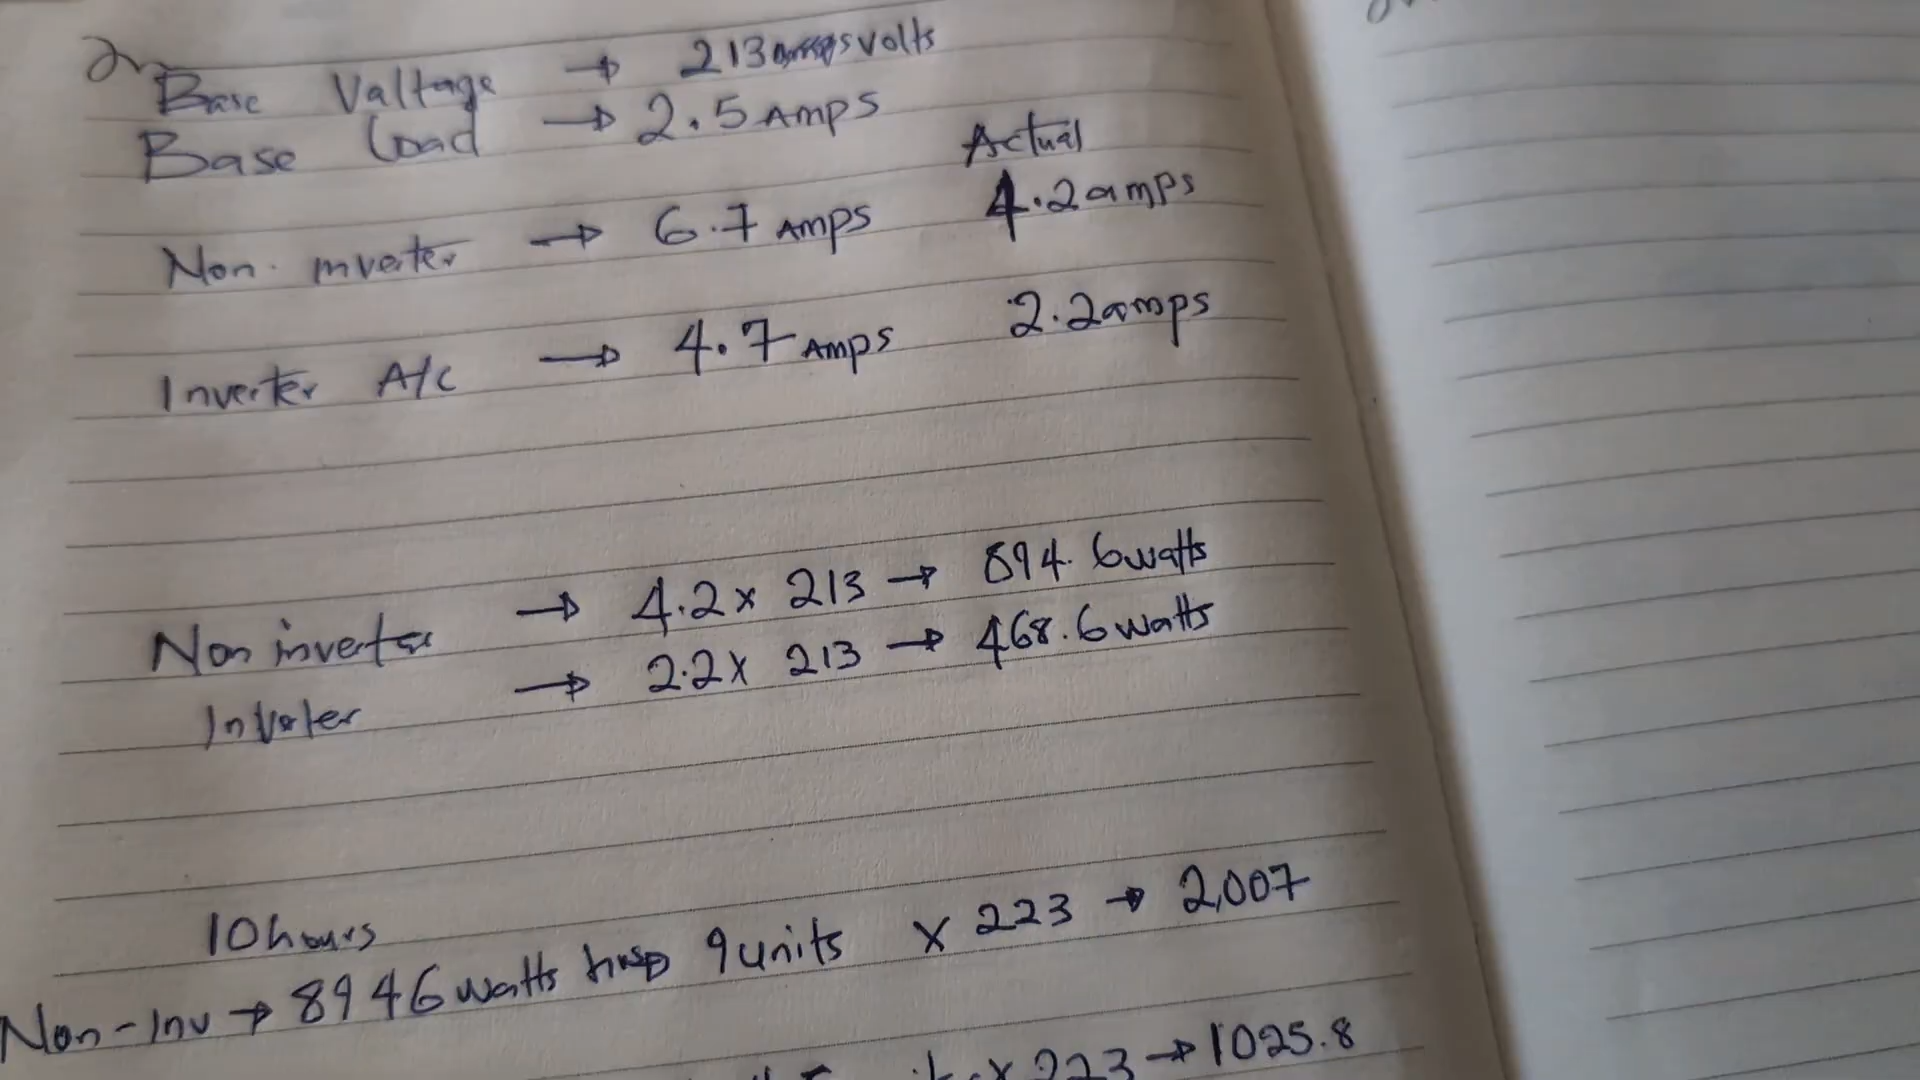 Base Valtage → 213 volts
Base load → 2.5 Amps
Actual
Non. inverter → 6.7 Amps 4.2 amps
Inverter A/C → 4.7 Amps 2.2 amps
Non inverter → 4.2 x 213 → 894.6 watts
Inverter → 2.2 x 213 → 468.6 watts
10 hours
Non-Inv → 8946 watts 9 units x 223 → 2,007
x 223 → 1025.8